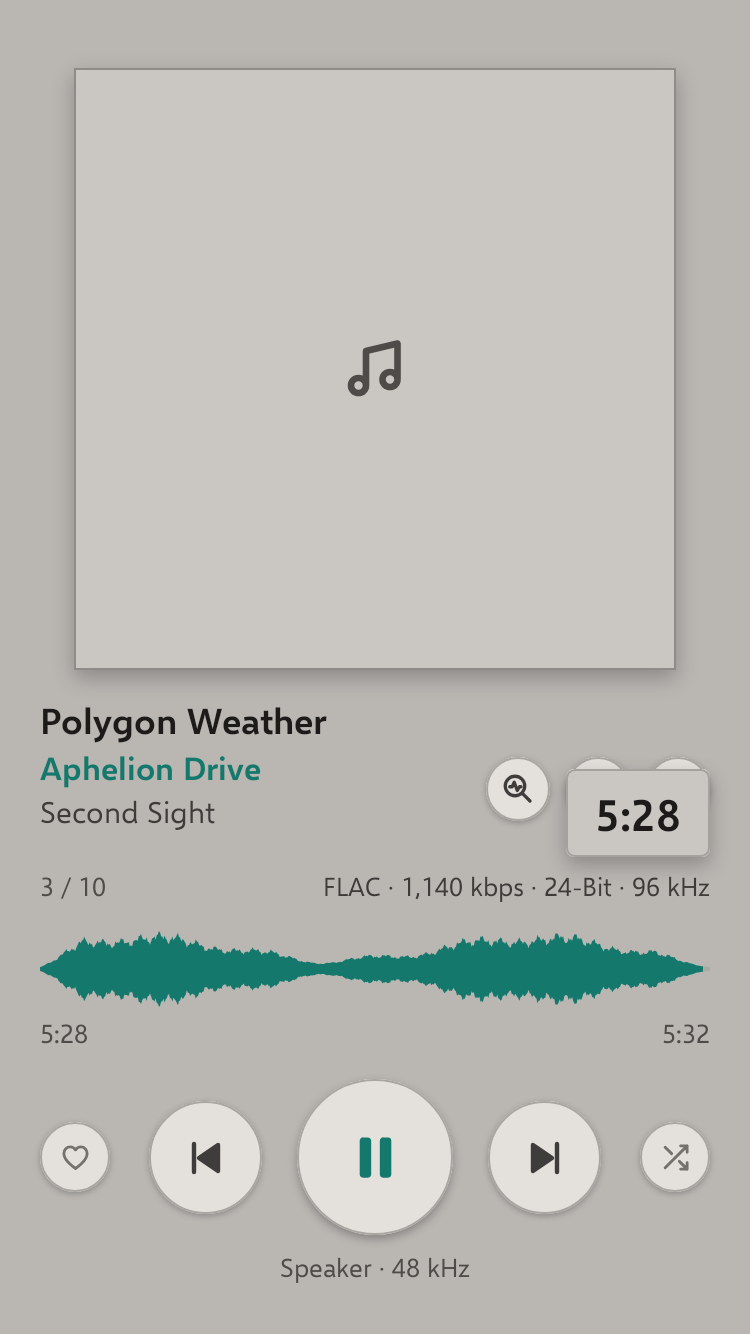 Polygon Weather
Aphelion Drive
Second Sight
5:28
3 / 10
FLAC · 1,140 kbps · 24-Bit · 96 kHz
5:28
5:32
Speaker · 48 kHz